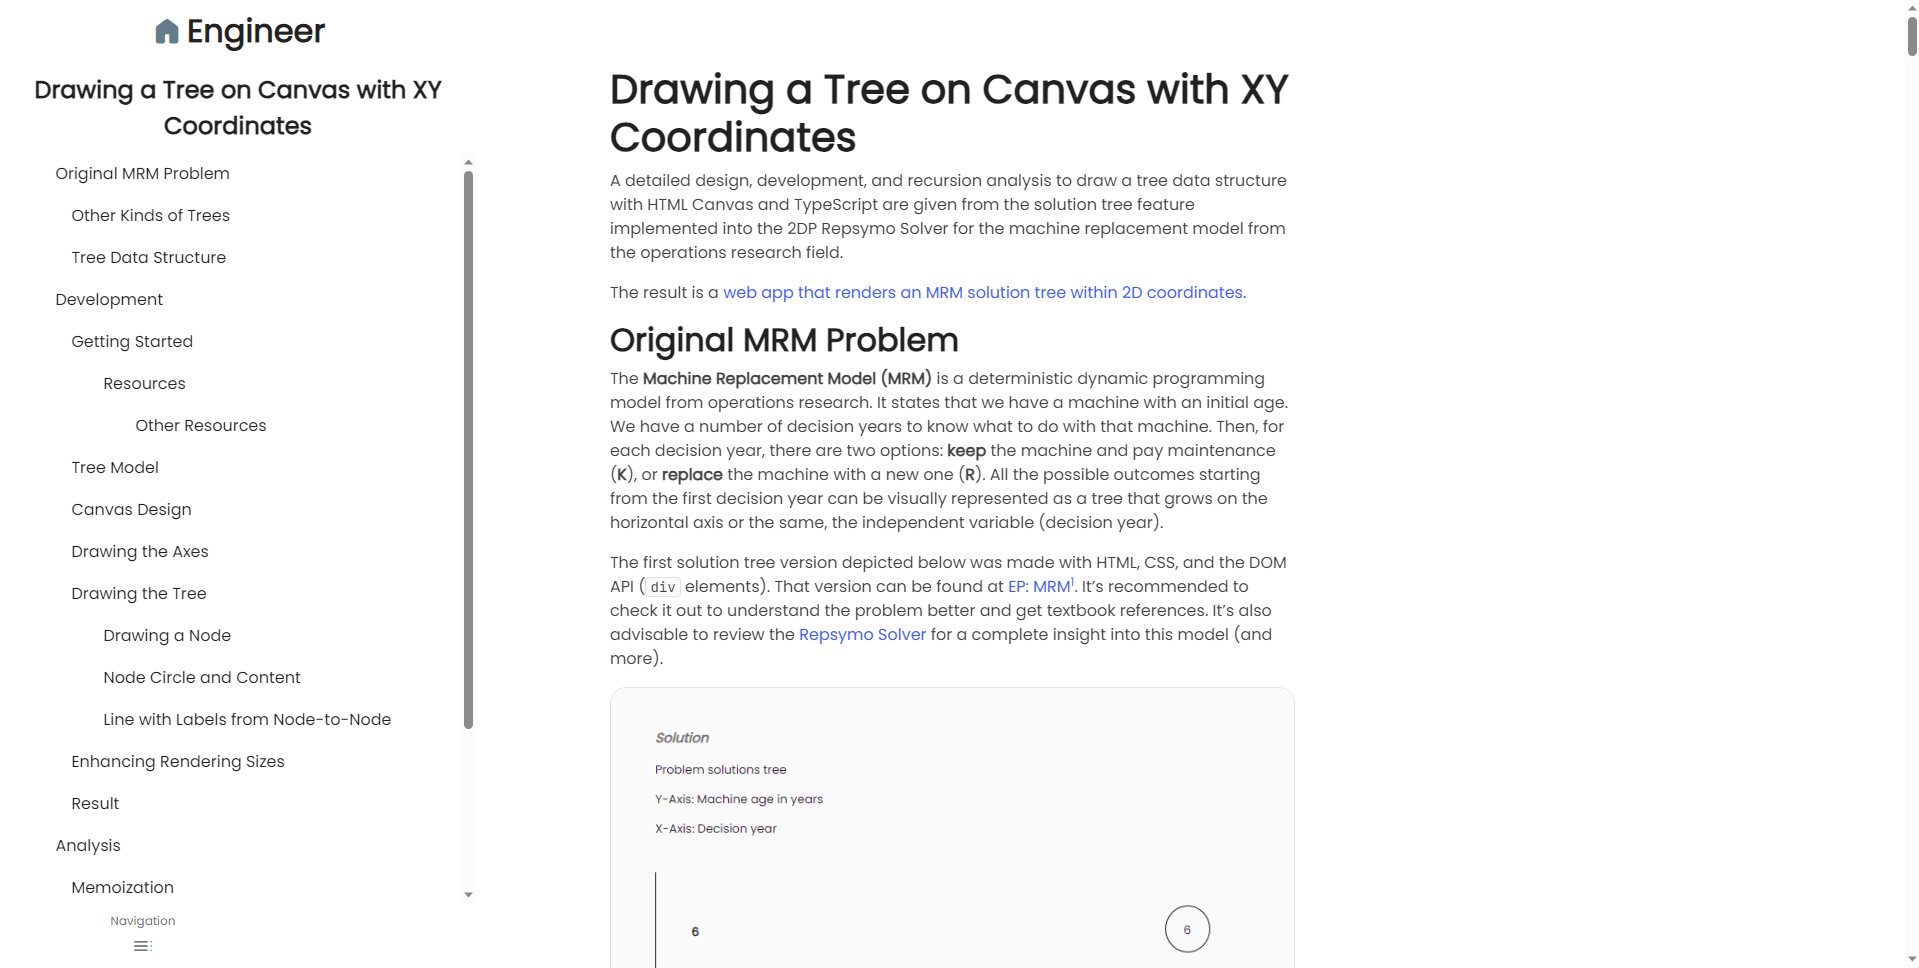 Engineer
Drawing a Tree on Canvas with XY
Coordinates
Original MRM Problem
Other Kinds of Trees
Tree Data Structure
Development
Getting Started
Resources
Other Resources
Tree Model
Canvas Design
Drawing the Axes
Drawing the Tree
Drawing a Node
Node Circle and Content
Line with Labels from Node-to-Node
Enhancing Rendering Sizes
Result
Analysis
Memoization
Navigation
Drawing a Tree on Canvas with XY
Coordinates
A detailed design, development, and recursion analysis to draw a tree data structure
with HTML Canvas and TypeScript are given from the solution tree feature
implemented into the 2DP Repsymo Solver for the machine replacement model from
the operations research field.
The result is a web app that renders an MRM solution tree within 2D coordinates.
Original MRM Problem
The Machine Replacement Model (MRM) is a deterministic dynamic programming
model from operations research. It states that we have a machine with an initial age.
We have a number of decision years to know what to do with that machine. Then, for
each decision year, there are two options: keep the machine and pay maintenance
(K), or replace the machine with a new one (R). All the possible outcomes starting
from the first decision year can be visually represented as a tree that grows on the
horizontal axis or the same, the independent variable (decision year).
The first solution tree version depicted below was made with HTML, CSS, and the DOM
API (div elements). That version can be found at EP: MRM1. It’s recommended to
check it out to understand the problem better and get textbook references. It’s also
advisable to review the Repsymo Solver for a complete insight into this model (and
more).
Solution
Problem solutions tree
Y-Axis: Machine age in years
X-Axis: Decision year
6
6